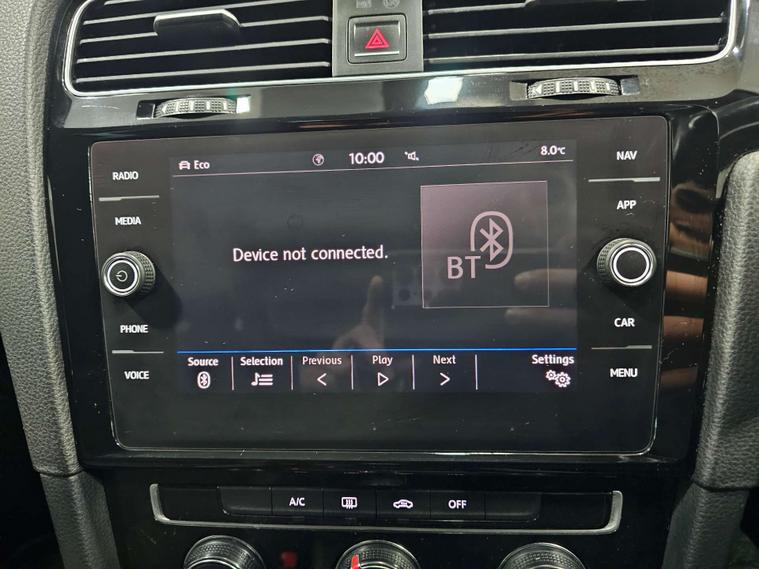 RADIO
MEDIA
PHONE
VOICE
Eco
10:00
8.0°C
Device not connected.
BT
Source
Selection
Previous
Play
Next
Settings
NAV
APP
CAR
MENU
A/C
OFF